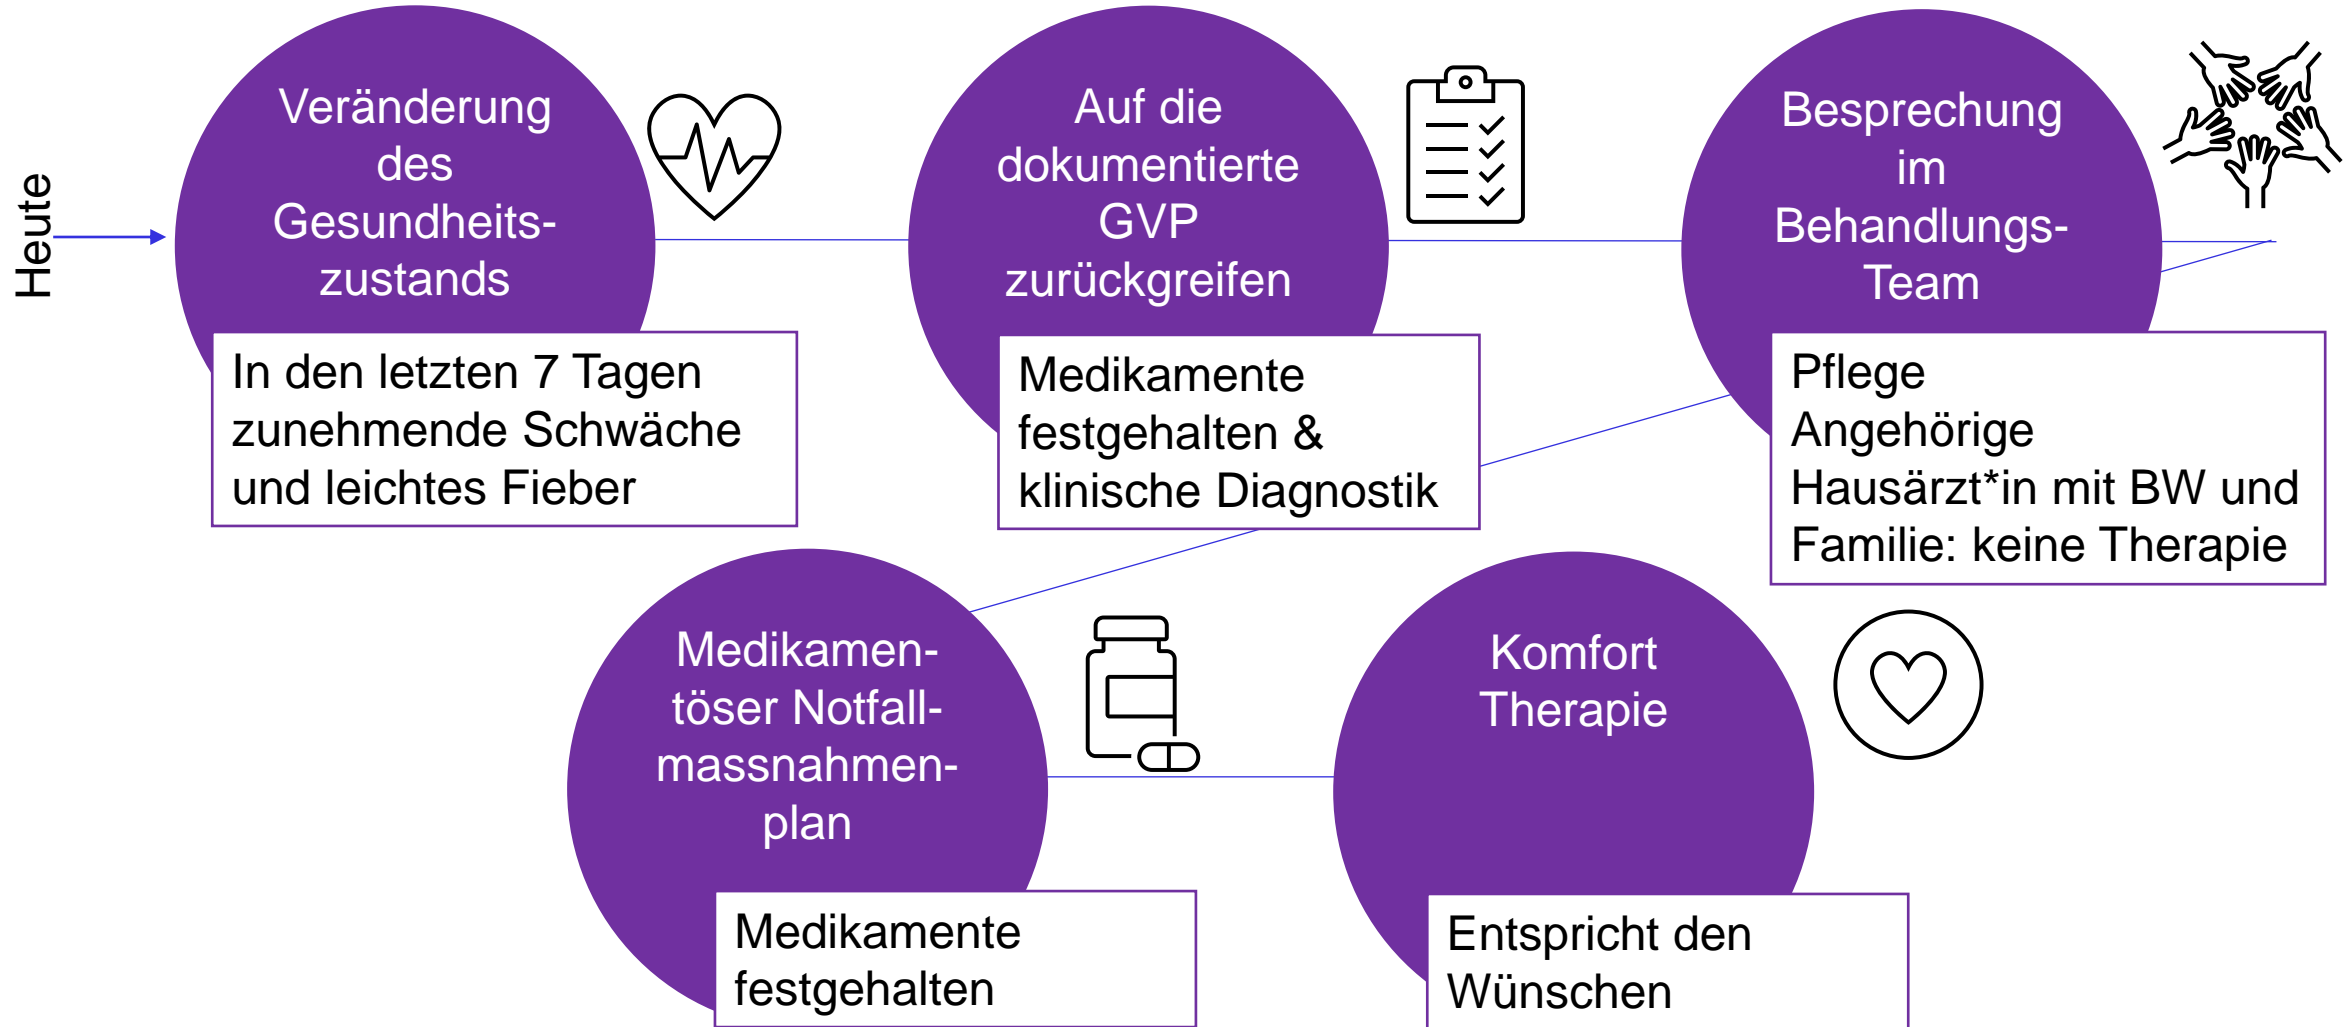 Heute
Veränderung
des
Gesundheits-
zustands
In den letzten 7 Tagen
zunehmende Schwäche
und leichtes Fieber
Auf die
dokumentierte
GVP
zurückgreifen
Medikamente
festgehalten &
klinische Diagnostik
Besprechung
im
Behandlungs-
Team
Pflege
Angehörige
Hausärzt*in mit BW und
Familie: keine Therapie
Medikamen-
töser Notfall-
massnahmen-
plan
Medikamente
festgehalten
Komfort
Therapie
Entspricht den
Wünschen